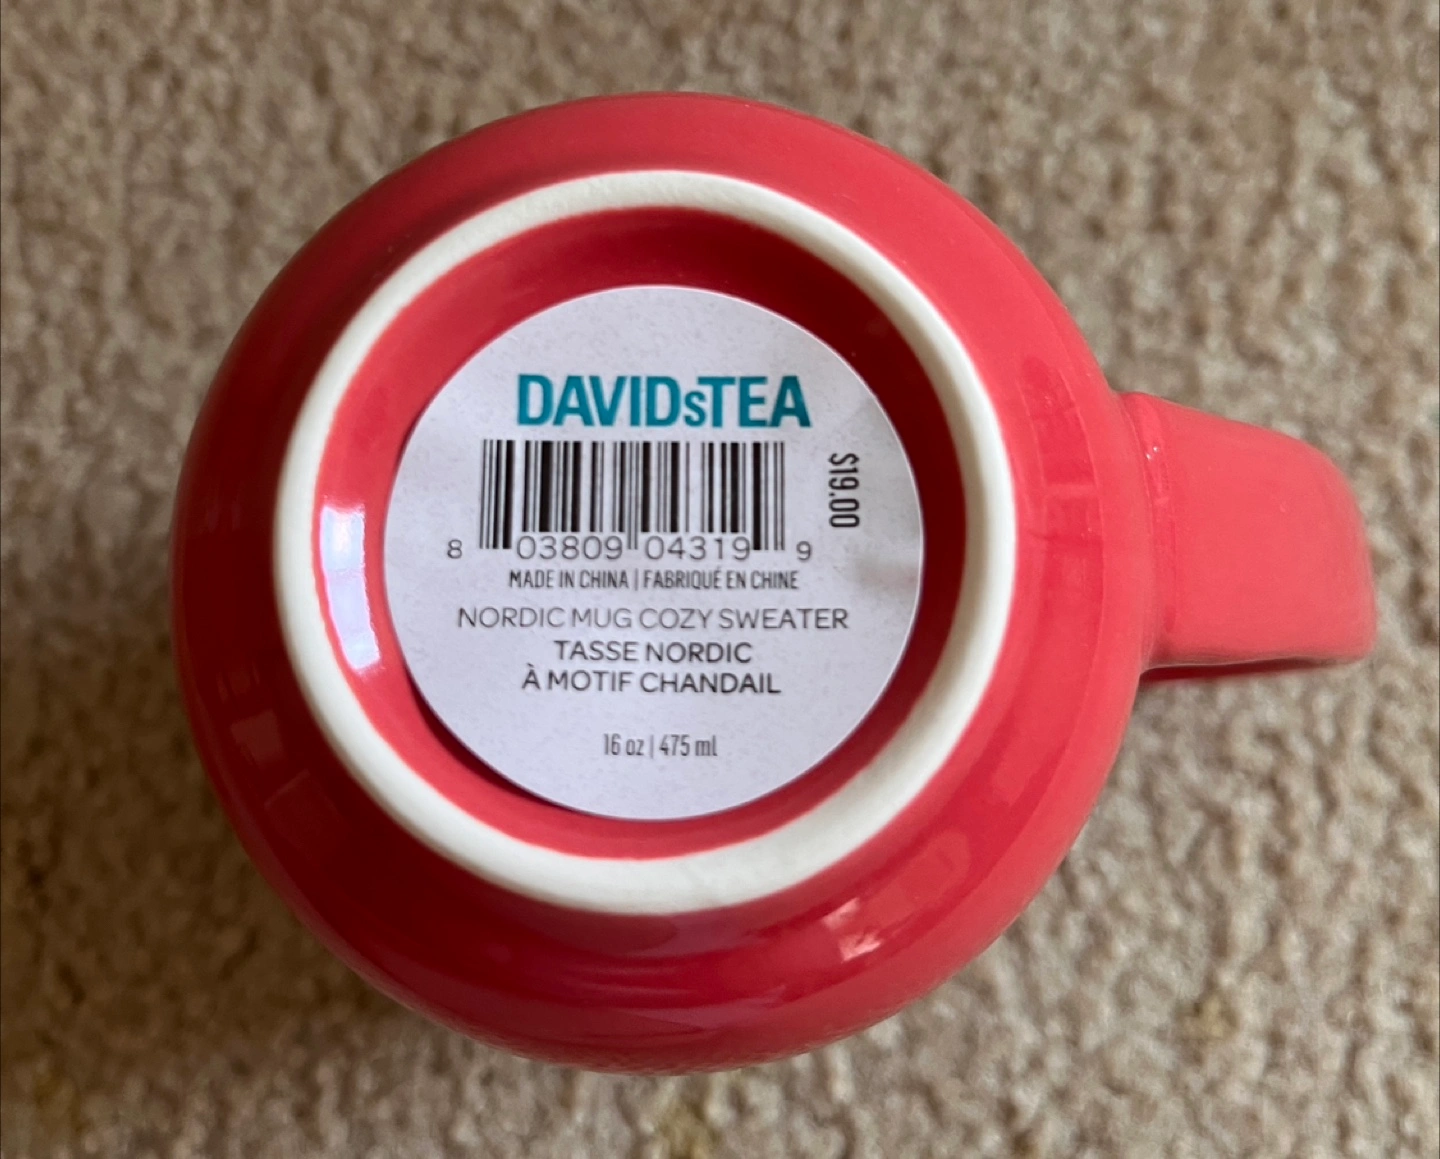 DAVIDsTEA
$19.00
8 03809 04319 9
MADE IN CHINA | FABRIQUÉ EN CHINE
NORDIC MUG COZY SWEATER
TASSE NORDIC
À MOTIF CHANDAIL
16 oz | 475 ml